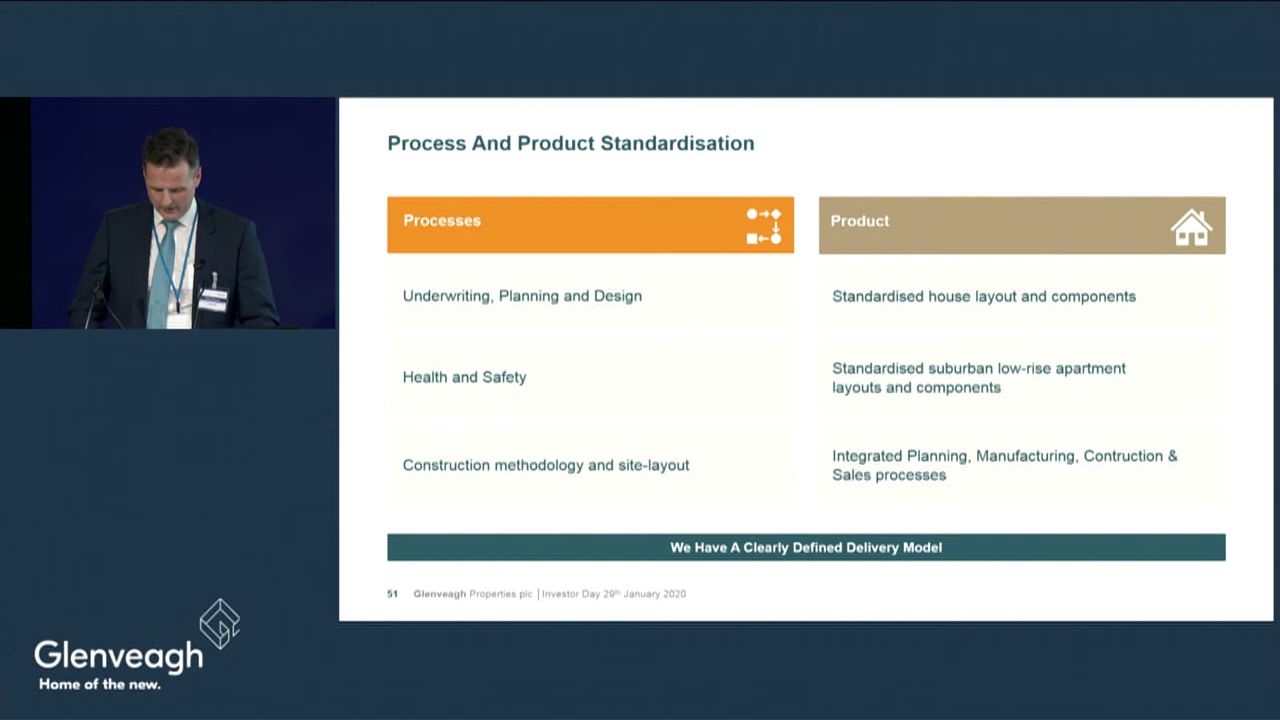 Process And Product Standardisation
Processes
Product
Underwriting, Planning and Design
Standardised house layout and components
Health and Safety
Standardised suburban low-rise apartment
layouts and components
Construction methodology and site-layout
Integrated Planning, Manufacturing, Contruction &
Sales processes
We Have A Clearly Defined Delivery Model
51 Glenveagh Properties plc | Investor Day 29th January 2020
Glenveagh
Home of the new.